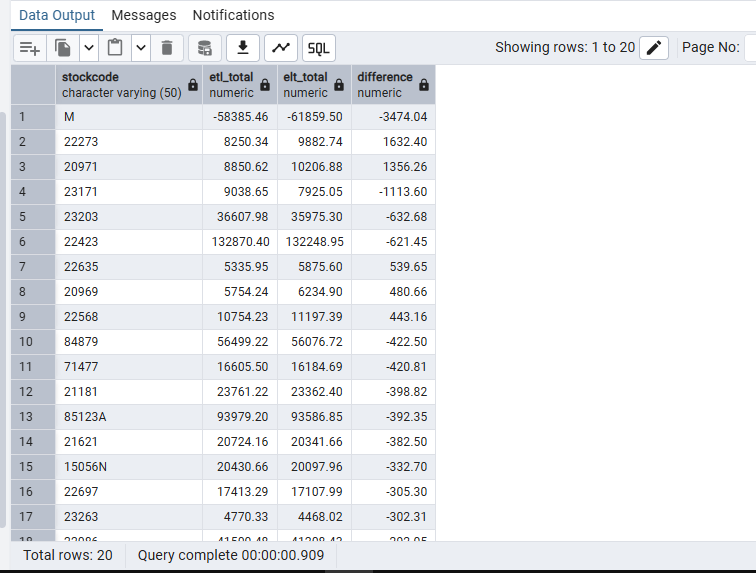 Data Output Messages Notifications
SQL Showing rows: 1 to 20 Page No:
stockcode etl_total elt_total difference
character varying (50) numeric numeric numeric
1 M -58385.46 -61859.50 -3474.04
2 22273 8250.34 9882.74 1632.40
3 20971 8850.62 10206.88 1356.26
4 23171 9038.65 7925.05 -1113.60
5 23203 36607.98 35975.30 -632.68
6 22423 132870.40 132248.95 -621.45
7 22635 5335.95 5875.60 539.65
8 20969 5754.24 6234.90 480.66
9 22568 10754.23 11197.39 443.16
10 84879 56499.22 56076.72 -422.50
11 71477 16605.50 16184.69 -420.81
12 21181 23761.22 23362.40 -398.82
13 85123A 93979.20 93586.85 -392.35
14 21621 20724.16 20341.66 -382.50
15 15056N 20430.66 20097.96 -332.70
16 22697 17413.29 17107.99 -305.30
17 23263 4770.33 4468.02 -302.31
Total rows: 20 Query complete 00:00:00.909